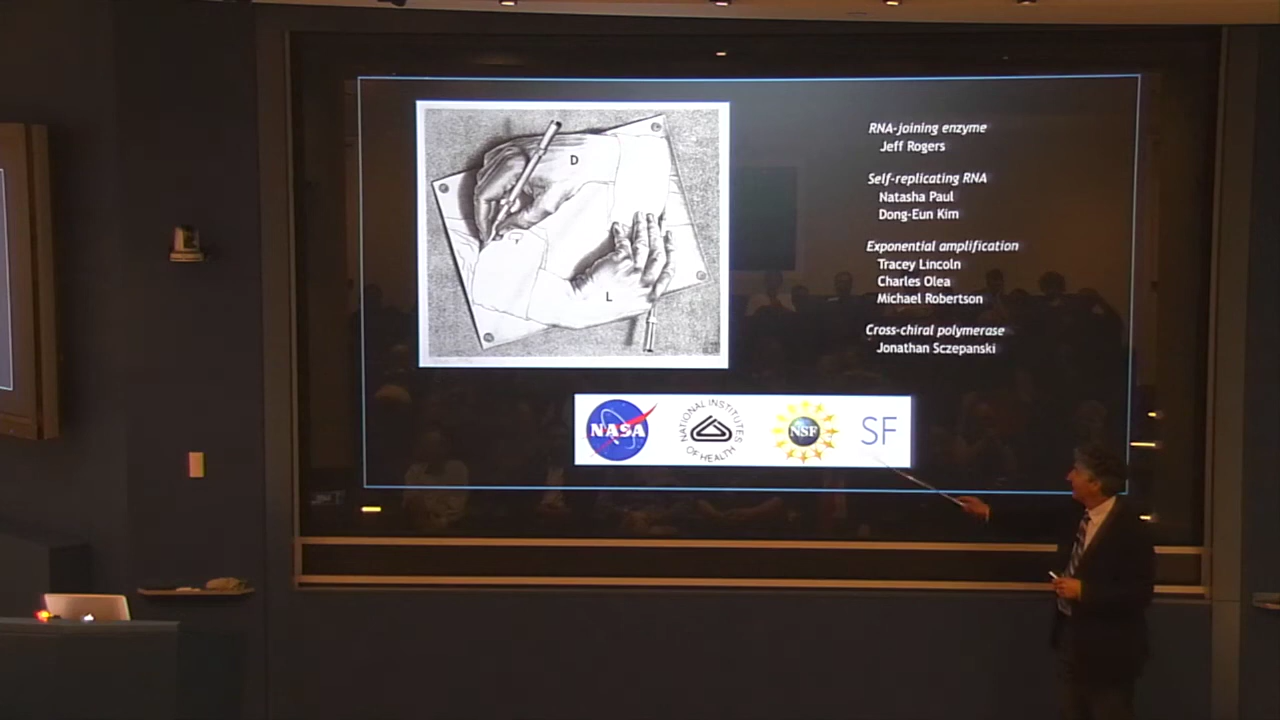 D
L
RNA-joining enzyme
Jeff Rogers
Self-replicating RNA
Natasha Paul
Dong-Eun Kim
Exponential amplification
Tracey Lincoln
Charles Olea
Michael Robertson
Cross-chiral polymerase
Jonathan Sczepanski
NASA
NATIONAL INSTITUTES OF HEALTH
NSF
SF